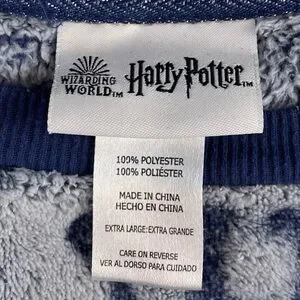 WIZARDING
WORLD™
Harry Potter™
100% POLYESTER
100% POLIÉSTER
MADE IN CHINA
HECHO EN CHINA
EXTRA LARGE:EXTRA GRANDE
CARE ON REVERSE
VER AL DORSO PARA CUIDADO